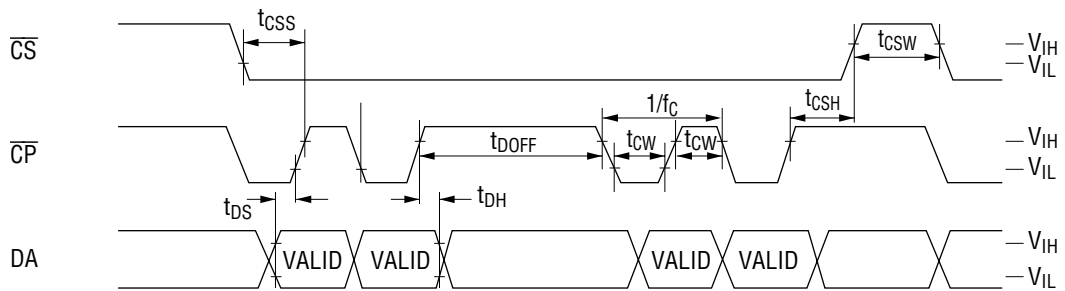 tCSS
CS
tCSW
VIH
VIL
1/fC
tCSH
CP
tDOFF
tCW
tCW
VIH
VIL
tDS
tDH
DA
VALID
VALID
VALID
VALID
VIH
VIL